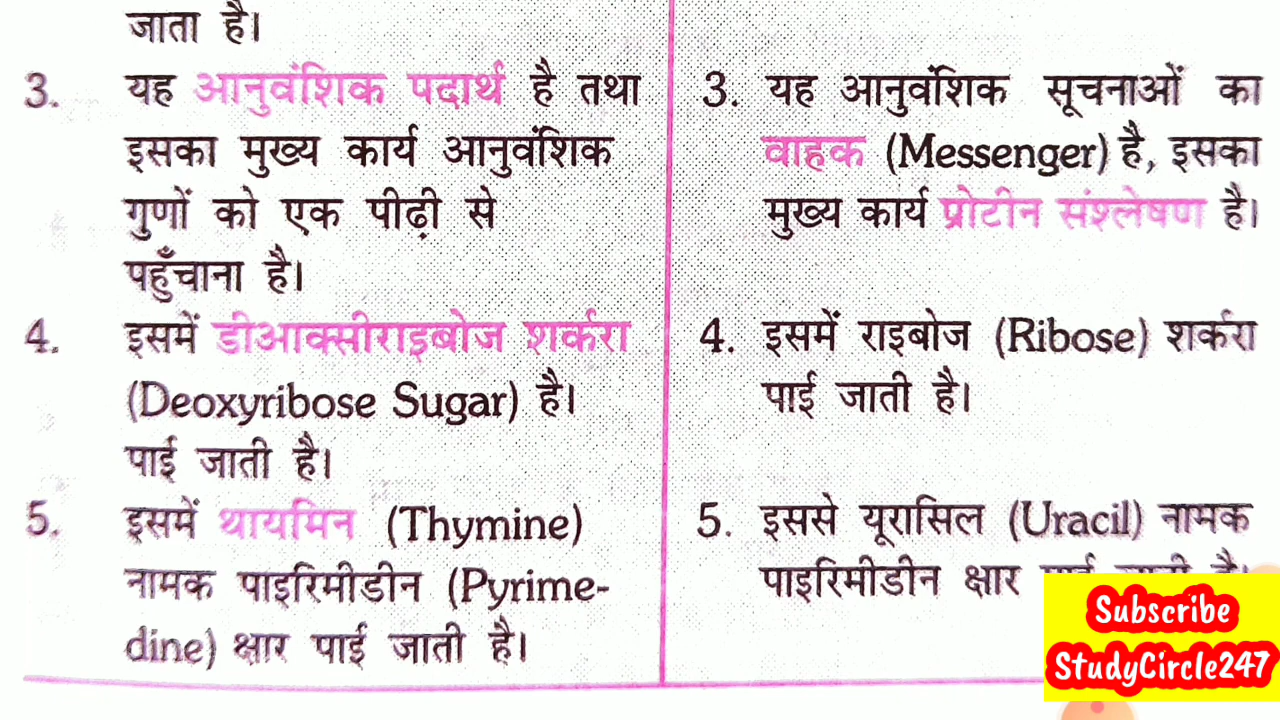 जाता है।
3. यह आनुवंशिक पदार्थ है तथा
इसका मुख्य कार्य आनुवंशिक
गुणों को एक पीढ़ी से
पहुँचाना है।
4. इसमें डीआक्सीराइबोज शर्करा
(Deoxyribose Sugar) है।
पाई जाती है।
5. इसमें थायमिन (Thymine)
नामक पाइरिमीडीन (Pyrime-
dine) क्षार पाई जाती है।
3. यह आनुवंशिक सूचनाओं का
वाहक (Messenger) है, इसका
मुख्य कार्य प्रोटीन संश्लेषण है।
4. इसमें राइबोज (Ribose) शर्करा
पाई जाती है।
5. इससे यूरासिल (Uracil) नामक
पाइरिमीडीन क्षार
Subscribe
StudyCircle247